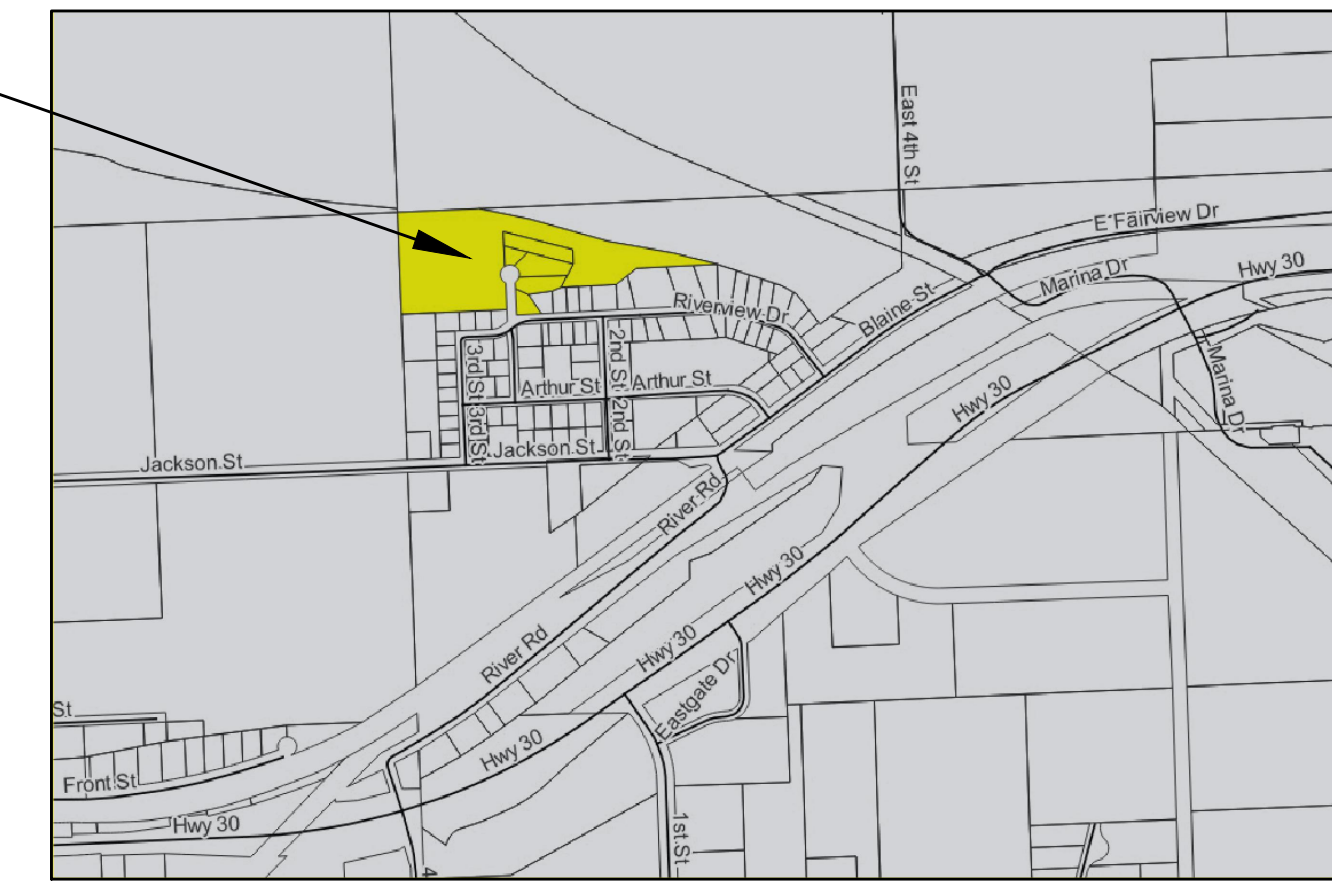 East 4th St
E Fairview Dr
Hwy 30
Marina Dr
Blaine St
Riverview Dr
Marina Dr
3rd St
2nd St
Arthur St
Arthur St
Hwy 30
3rd St
2nd St
Jackson St
Jackson St
River Rd
Hwy 30
River Rd
Hwy 30
Eastgate Dr
St
Hwy 30
Front St
Hwy 30
1st St
4